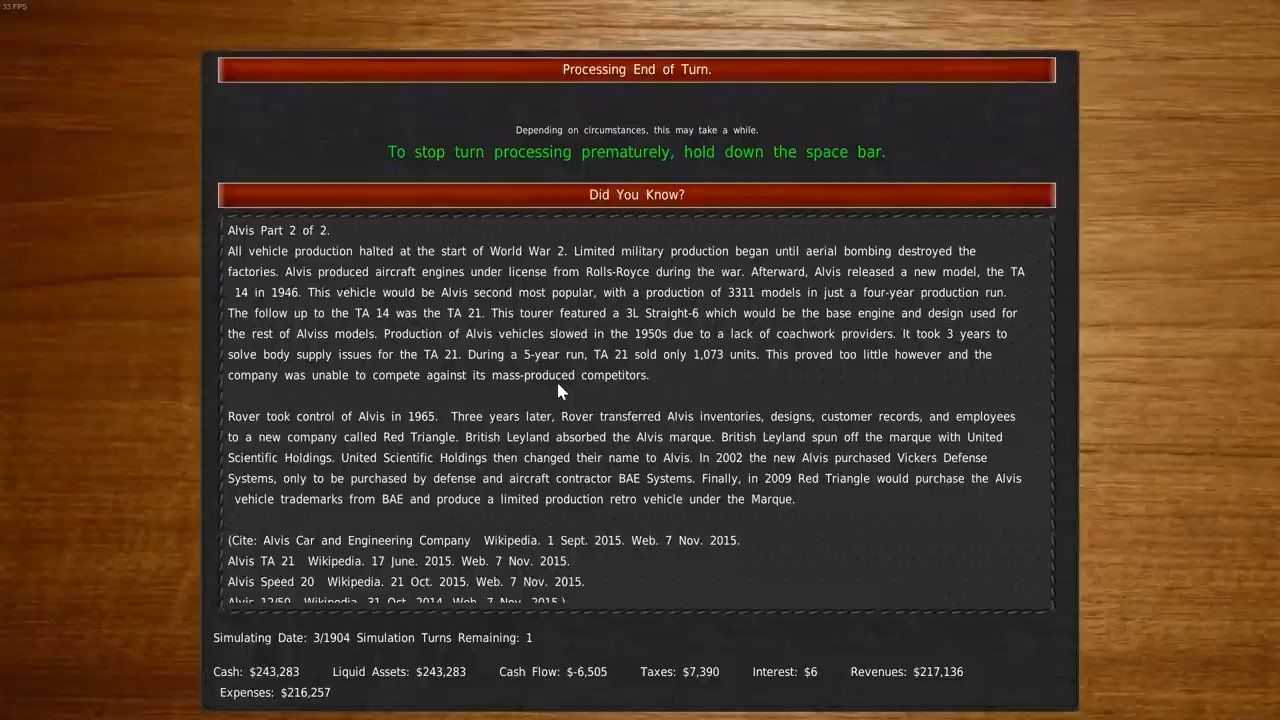 33 FPS
Processing End of Turn.
Depending on circumstances, this may take a while.
To stop turn processing prematurely, hold down the space bar.
Did You Know?
Alvis Part 2 of 2.
All vehicle production halted at the start of World War 2. Limited military production began until aerial bombing destroyed the
factories. Alvis produced aircraft engines under license from Rolls-Royce during the war. Afterward, Alvis released a new model, the TA
14 in 1946. This vehicle would be Alvis second most popular, with a production of 3311 models in just a four-year production run.
The follow up to the TA 14 was the TA 21. This tourer featured a 3L Straight-6 which would be the base engine and design used for
the rest of Alviss models. Production of Alvis vehicles slowed in the 1950s due to a lack of coachwork providers. It took 3 years to
solve body supply issues for the TA 21. During a 5-year run, TA 21 sold only 1,073 units. This proved too little however and the
company was unable to compete against its mass-produced competitors.
Rover took control of Alvis in 1965. Three years later, Rover transferred Alvis inventories, designs, customer records, and employees
to a new company called Red Triangle. British Leyland absorbed the Alvis marque. British Leyland spun off the marque with United
Scientific Holdings. United Scientific Holdings then changed their name to Alvis. In 2002 the new Alvis purchased Vickers Defense
Systems, only to be purchased by defense and aircraft contractor BAE Systems. Finally, in 2009 Red Triangle would purchase the Alvis
vehicle trademarks from BAE and produce a limited production retro vehicle under the Marque.
(Cite: Alvis Car and Engineering Company Wikipedia. 1 Sept. 2015. Web. 7 Nov. 2015.
Alvis TA 21 Wikipedia. 17 June. 2015. Web. 7 Nov. 2015.
Alvis Speed 20 Wikipedia. 21 Oct. 2015. Web. 7 Nov. 2015.
Alvis 12/50 Wikipedia. 31 Oct. 2014. Web. 7 Nov. 2015.)
Simulating Date: 3/1904 Simulation Turns Remaining: 1
Cash: $243,283 Liquid Assets: $243,283 Cash Flow: $-6,505 Taxes: $7,390 Interest: $6 Revenues: $217,136
Expenses: $216,257